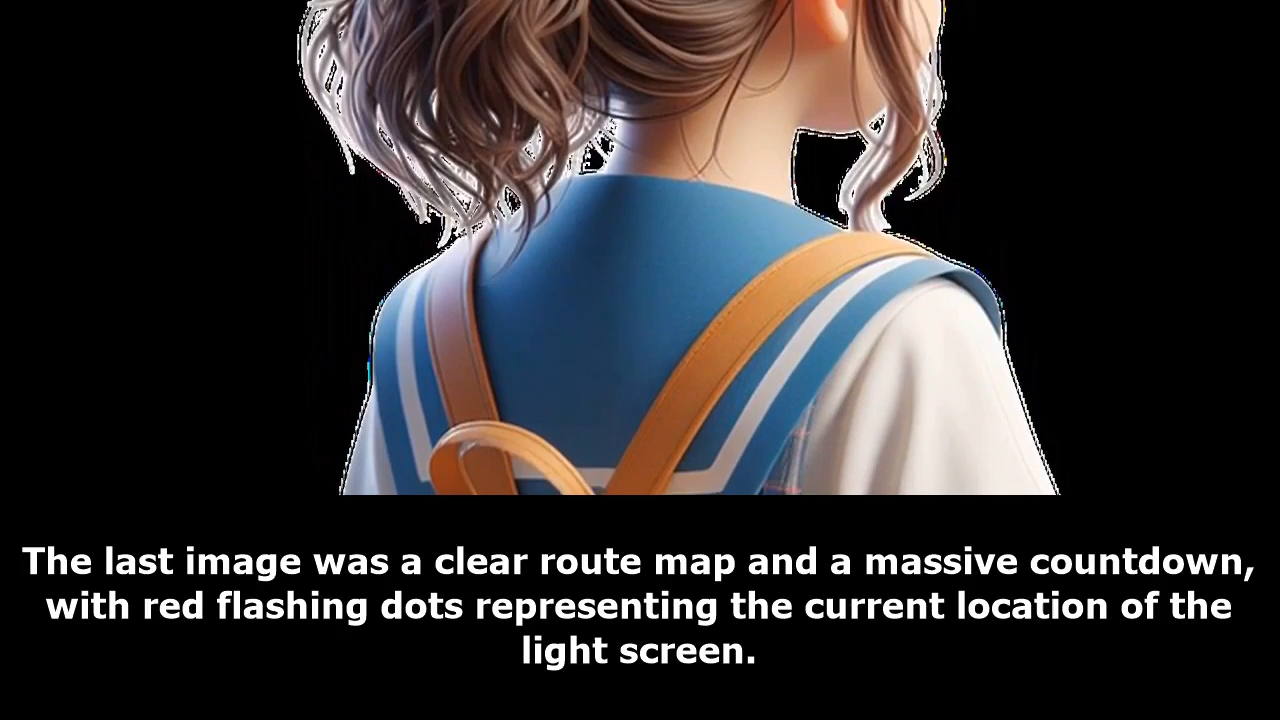 The last image was a clear route map and a massive countdown,
with red flashing dots representing the current location of the
light screen.